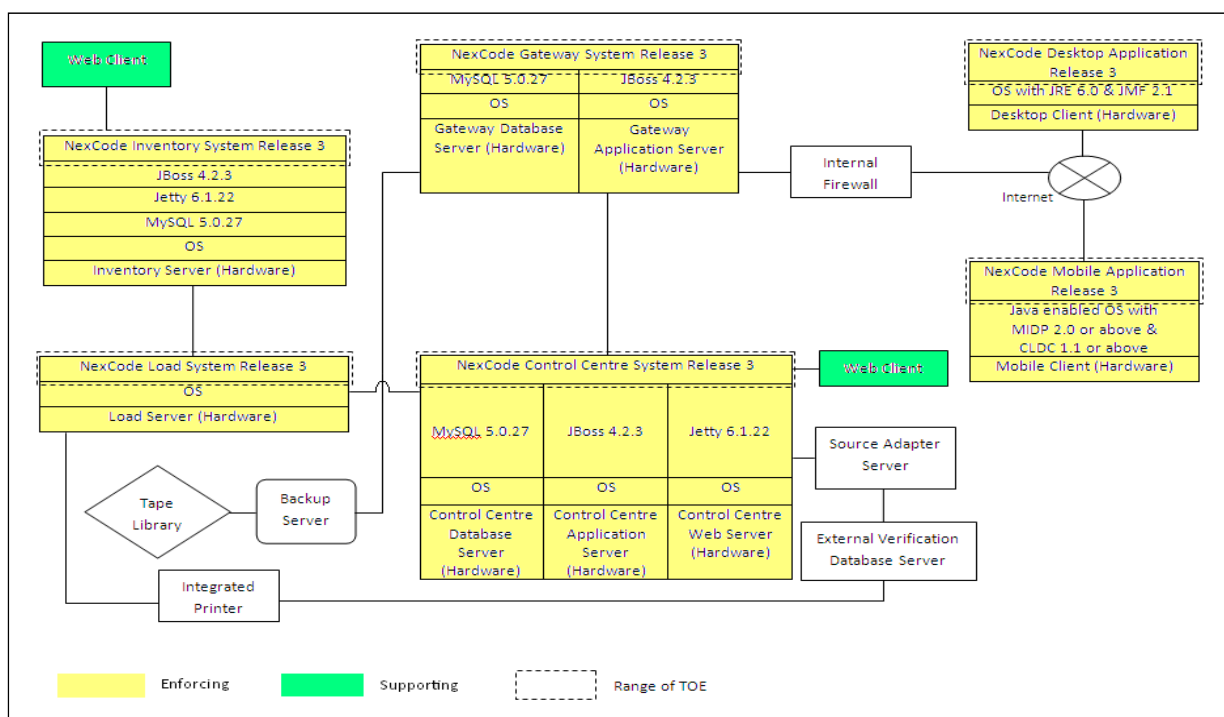 Web Client
NexCode Inventory System Release 3
JBoss 4.2.3
Jetty 6.1.22
MySQL 5.0.27
OS
Inventory Server (Hardware)
NexCode Gateway System Release 3
MySQL 5.0.27
JBoss 4.2.3
OS
OS
Gateway Database
Server (Hardware)
Gateway
Application Server
(Hardware)
Internal
Firewall
NexCode Desktop Application
Release 3
OS with JRE 6.0 & JMF 2.1
Desktop Client (Hardware)
Internet
NexCode Mobile Application
Release 3
Java enabled OS with
MIDP 2.0 or above &
CLDC 1.1 or above
Mobile Client (Hardware)
NexCode Load System Release 3
OS
Load Server (Hardware)
NexCode Control Centre System Release 3
MySQL 5.0.27
JBoss 4.2.3
Jetty 6.1.22
OS
OS
OS
Control Centre
Database
Server
(Hardware)
Control Centre
Application
Server
(Hardware)
Control Centre
Web Server
(Hardware)
Web Client
Source Adapter
Server
External Verification
Database Server
Tape
Library
Backup
Server
Integrated
Printer
Enforcing
Supporting
Range of TOE